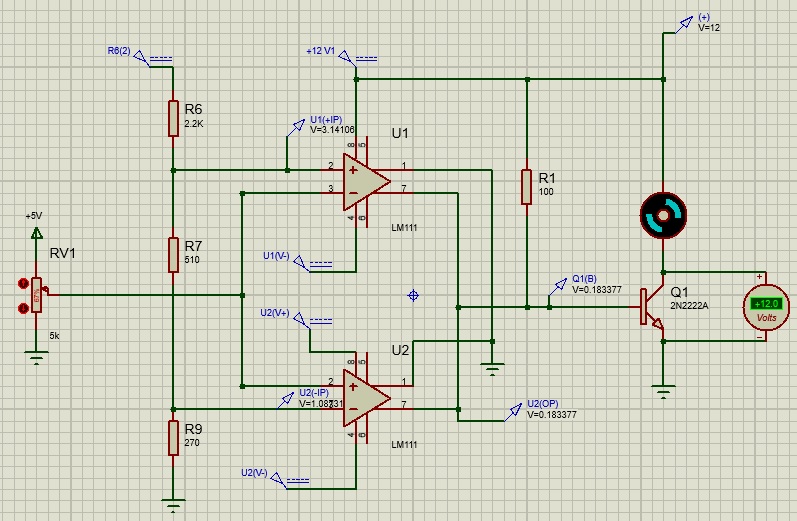 (+)
V=12
R6(2)
+12 V1
R6
2.2K
U1(+IP)
V=3.14106
U1
8
5
2
1
3
7
4
6
LM111
R1
100
+5V
RV1
67%
5k
R7
510
U1(V-)
Q1(B)
V=0.183377
Q1
2N2222A
+
+12.0
Volts
-
U2(V+)
U2
8
5
2
1
U2(-IP)
V=1.08331
3
7
4
6
LM111
U2(OP)
V=0.183377
R9
270
U2(V-)